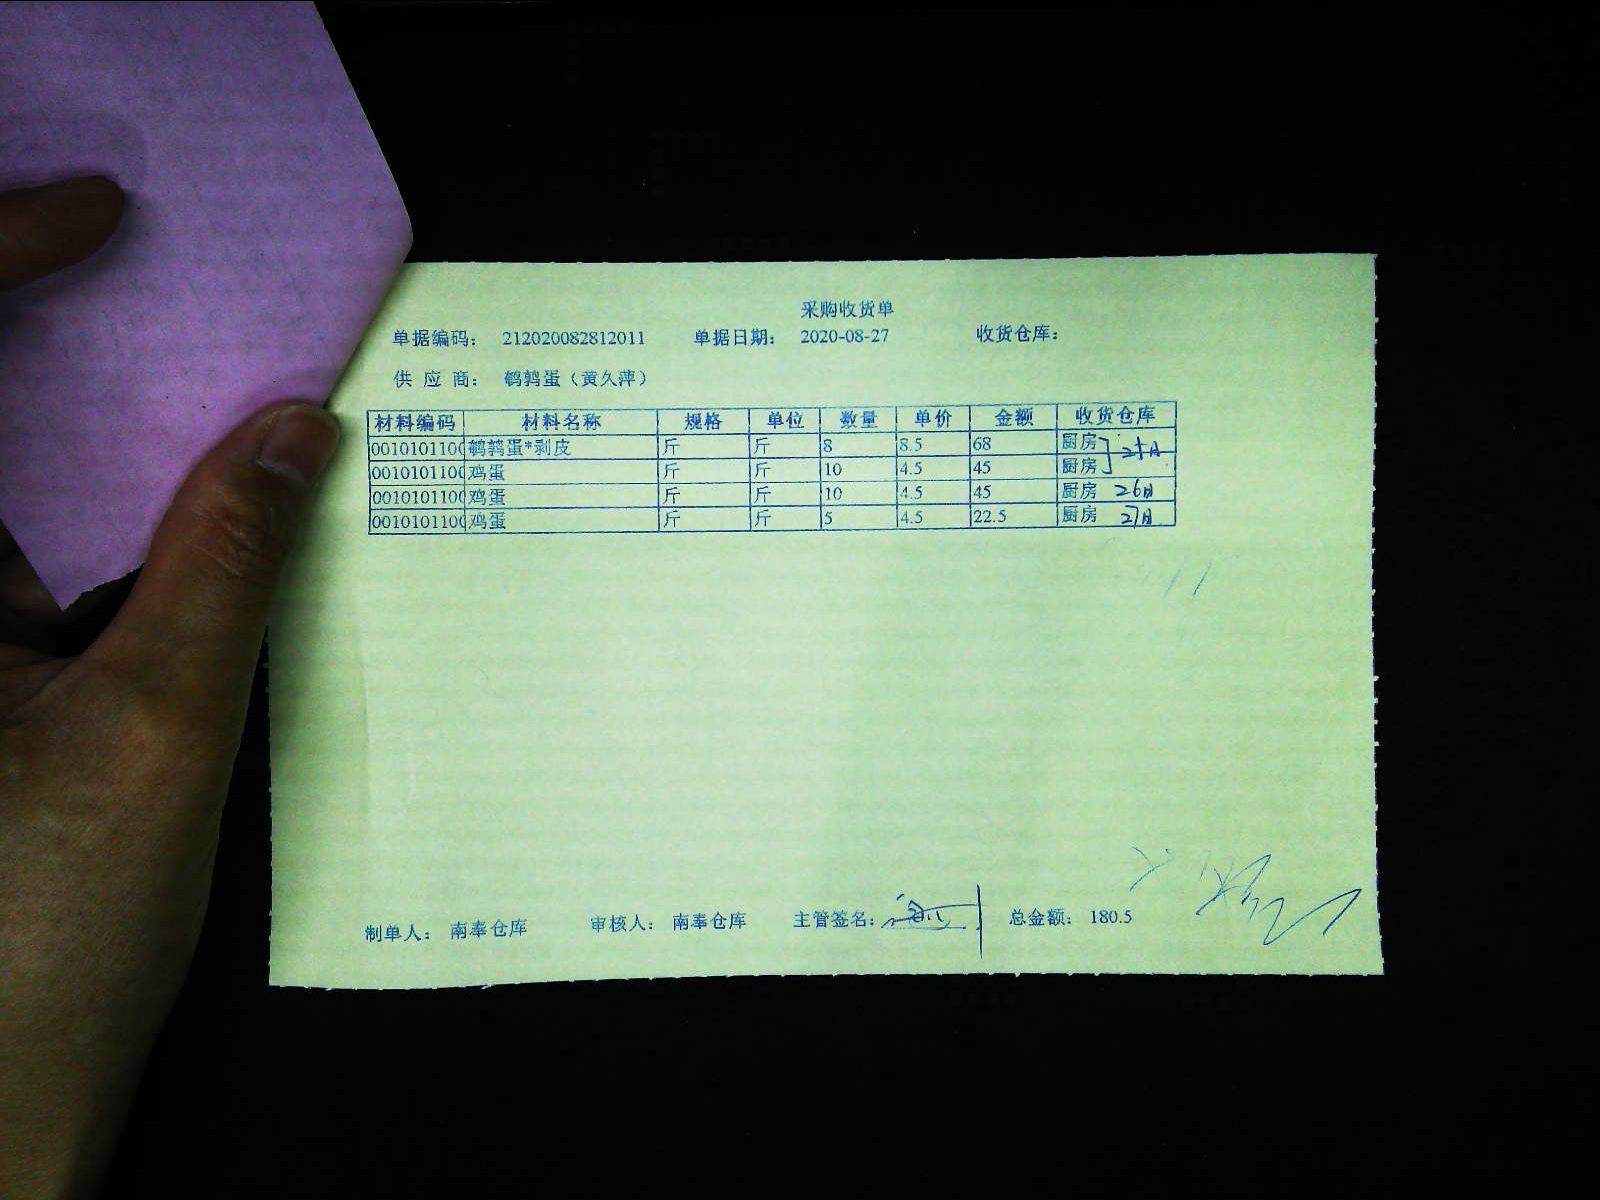 采购收货单
单据编码： 212020082812011 单据日期： 2020-08-27 收货仓库：
供 应 商： 鹌鹑蛋（黄久萍）
材料编码 材料名称 规格 单位 数量 单价 金额 收货仓库
0010101100 鹌鹑蛋*剥皮 斤 斤 8 8.5 68 厨房
0010101100 鸡蛋 斤 斤 10 4.5 45 厨房
0010101100 鸡蛋 斤 斤 10 4.5 45 厨房 26日
0010101100 鸡蛋 斤 斤 5 4.5 22.5 厨房 27日
制单人： 南奉仓库 审核人： 南奉仓库 主管签名： 总金额： 180.5